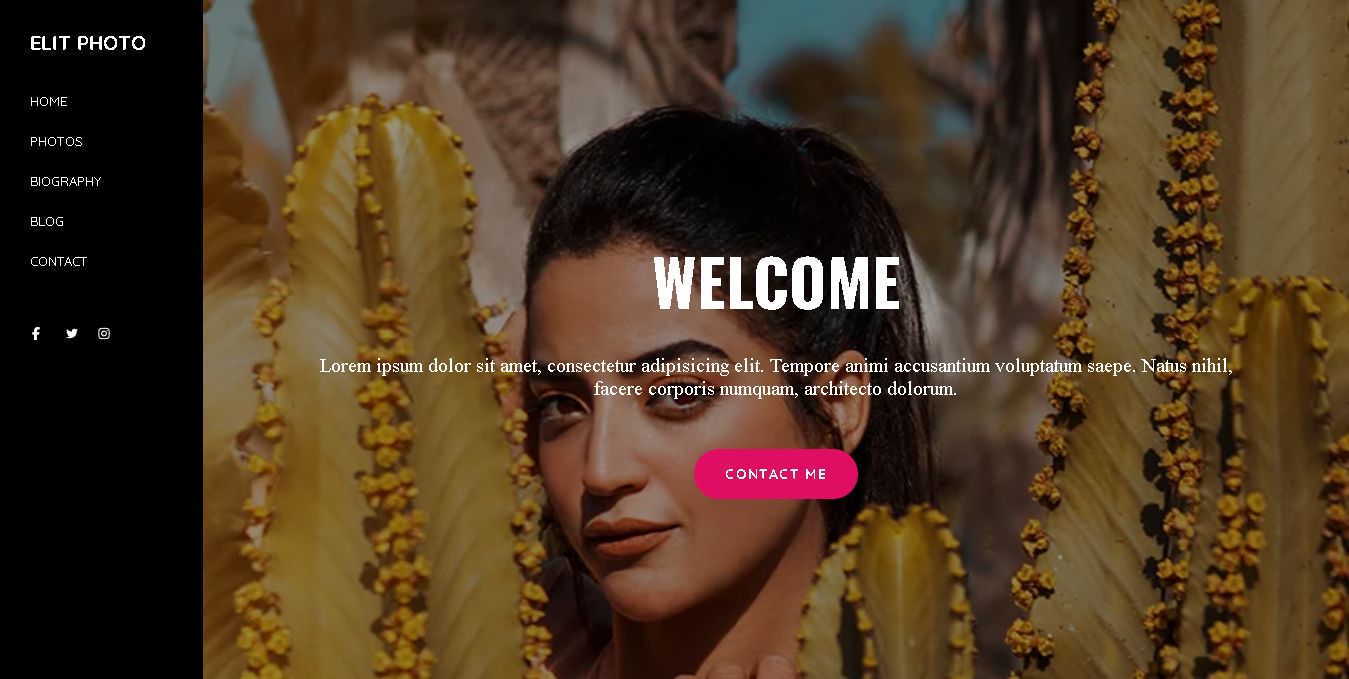 ELIT PHOTO
HOME
PHOTOS
BIOGRAPHY
BLOG
CONTACT
WELCOME
Lorem ipsum dolor sit amet, consectetur adipisicing elit. Tempore animi accusantium voluptatum saepe. Natus nihil,
facere corporis numquam, architecto dolorum.
CONTACT ME